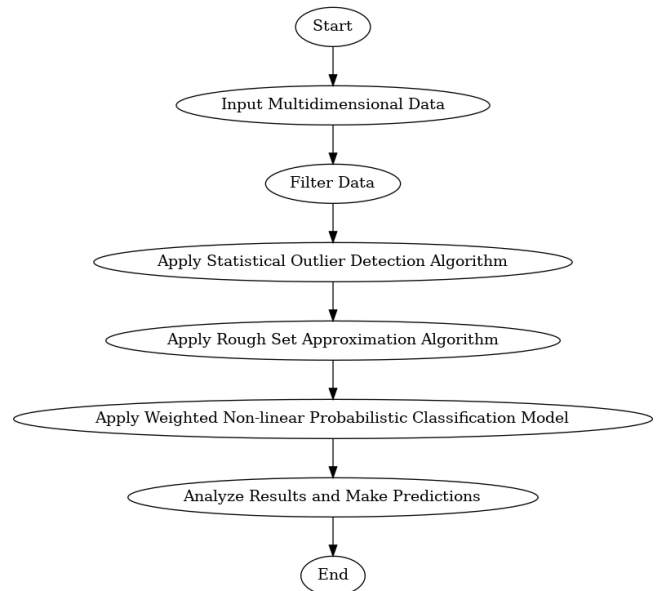 Start
Input Multidimensional Data
Filter Data
Apply Statistical Outlier Detection Algorithm
Apply Rough Set Approximation Algorithm
Apply Weighted Non-linear Probabilistic Classification Model
Analyze Results and Make Predictions
End